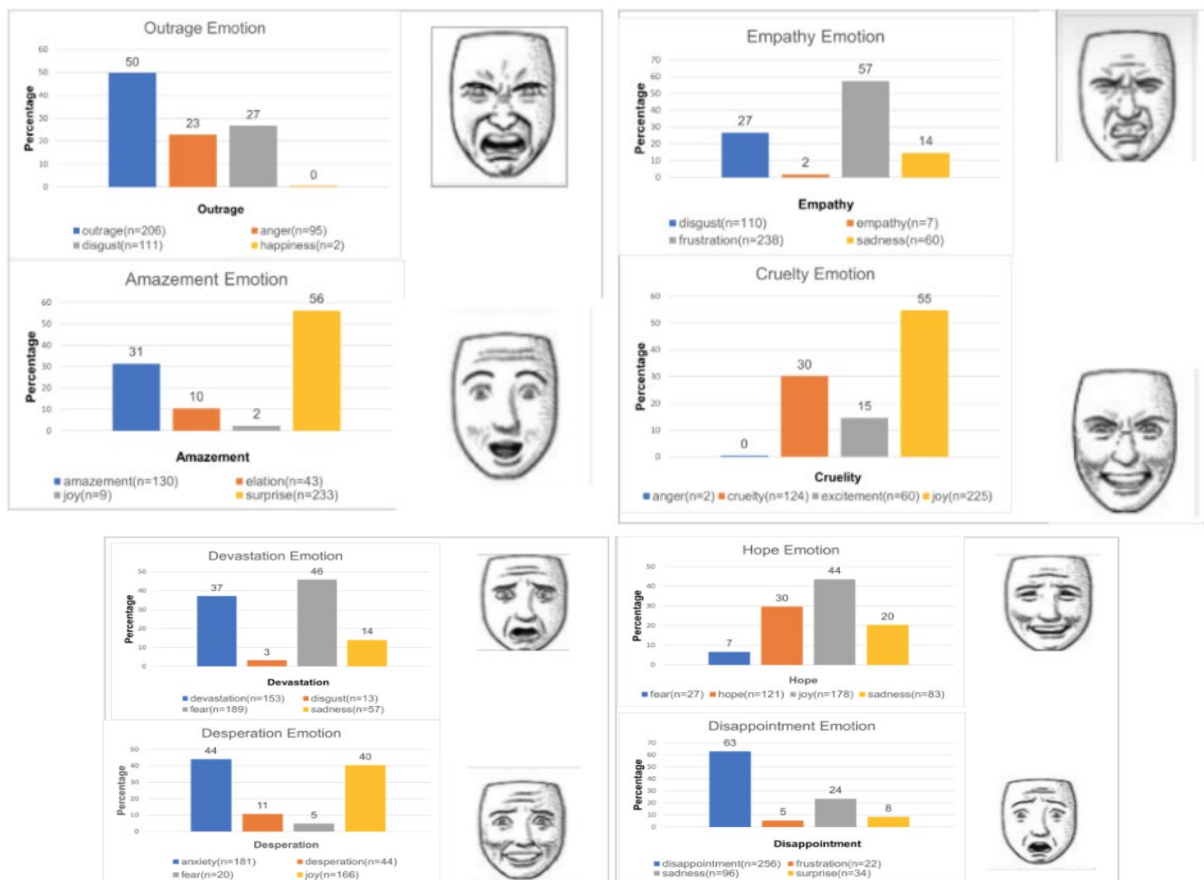 Outrage Emotion
Percentage
60
50
40
30
20
10
0
50
23
27
0
Outrage
outrage(n=206) anger(n=95)
disgust(n=111) happiness(n=2)
Empathy Emotion
Percentage
70
60
50
40
30
20
10
0
27
2
57
14
Empathy
disgust(n=110) empathy(n=7)
frustration(n=238) sadness(n=60)
Amazement Emotion
Percentage
60
50
40
30
20
10
0
31
10
2
56
Amazement
amazement(n=130) elation(n=43)
joy(n=9) surprise(n=233)
Cruelty Emotion
Percentage
60
50
40
30
20
10
0
0
30
15
55
Cruelity
anger(n=2) cruelty(n=124) excitement(n=60) joy(n=225)
Devastation Emotion
Percentage
50
40
30
20
10
0
37
3
46
14
Devastation
devastation(n=153) disgust(n=13)
fear(n=189) sadness(n=57)
Hope Emotion
Percentage
50
40
30
20
10
0
7
30
44
20
Hope
fear(n=27) hope(n=121) joy(n=178) sadness(n=83)
Desperation Emotion
Percentage
50
40
30
20
10
0
44
11
5
40
Desperation
anxiety(n=181) desperation(n=44)
fear(n=20) joy(n=166)
Disappointment Emotion
Percentage
70
60
50
40
30
20
10
0
63
5
24
8
Disappointment
disappointment(n=256) frustration(n=22)
sadness(n=96) surprise(n=34)